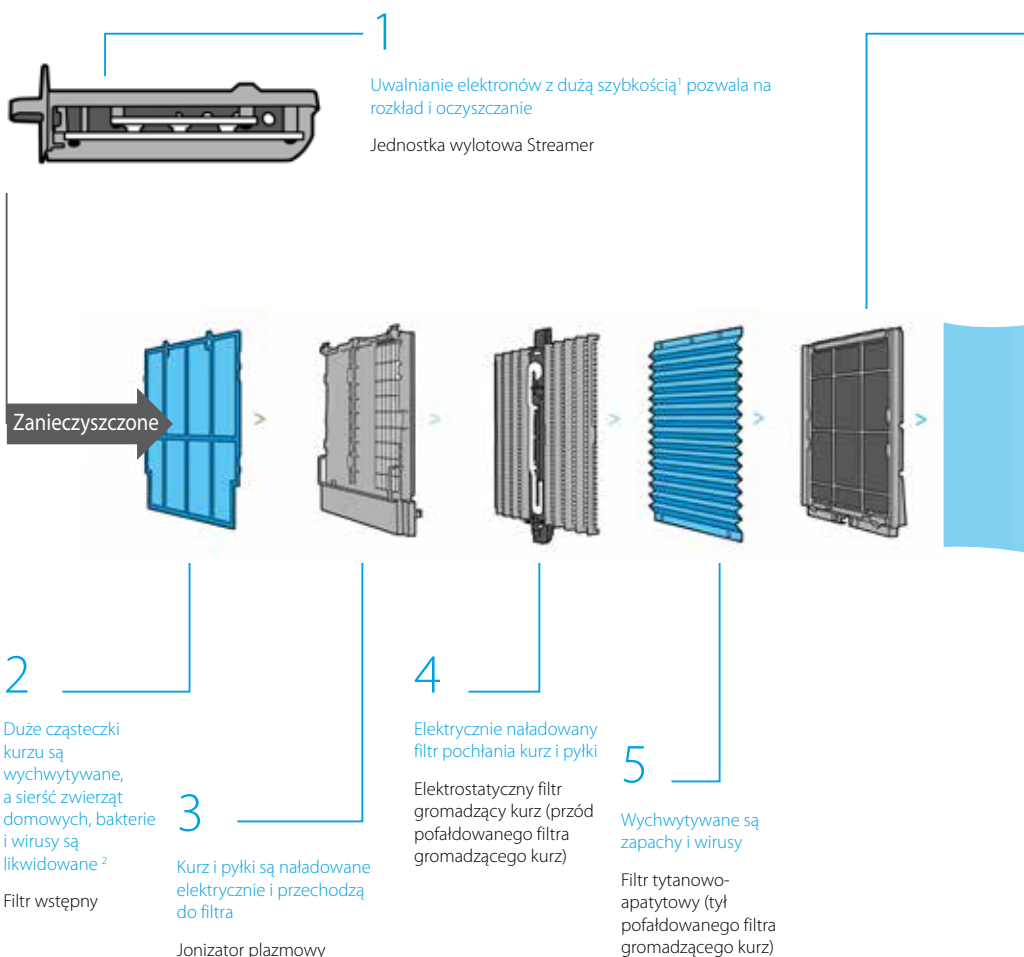 1
Uwalnianie elektronów z dużą szybkością¹ pozwala na
rozkład i oczyszczanie
Jednostka wylotowa Streamer
Zanieczyszczone
>
>
>
>
>
2
Duże cząsteczki
kurzu są
wychwytywane,
a sierść zwierząt
domowych, bakterie
i wirusy są
likwidowane ²
Filtr wstępny
3
Kurz i pyłki są naładowane
elektrycznie i przechodzą
do filtra
Jonizator plazmowy
4
Elektrycznie naładowany
filtr pochłania kurz i pyłki
Elektrostatyczny filtr
gromadzący kurz (przód
pofałdowanego filtra
gromadzącego kurz)
5
Wychwytywane są
zapachy i wirusy
Filtr tytanowo-
apatytowy (tył
pofałdowanego filtra
gromadzącego kurz)